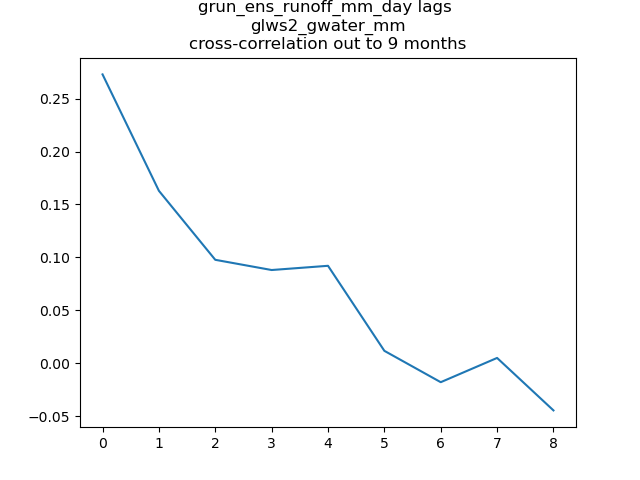 grun_ens_runoff_mm_day lags
glws2_gwater_mm
cross-correlation out to 9 months
0.25
0.20
0.15
0.10
0.05
0.00
−0.05
0 1 2 3 4 5 6 7 8